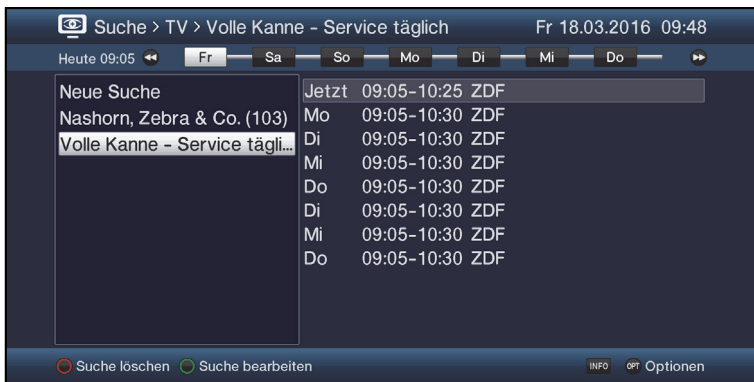 Suche > TV > Volle Kanne - Service täglich Fr 18.03.2016 09:48
Heute 09:05 Fr Sa So Mo Di Mi Do
Neue Suche
Nashorn, Zebra & Co. (103)
Volle Kanne - Service tägli...
Jetzt 09:05-10:25 ZDF
Mo 09:05-10:30 ZDF
Di 09:05-10:30 ZDF
Mi 09:05-10:30 ZDF
Do 09:05-10:30 ZDF
Di 09:05-10:30 ZDF
Mi 09:05-10:30 ZDF
Do 09:05-10:30 ZDF
Suche löschen Suche bearbeiten INFO OPT Optionen